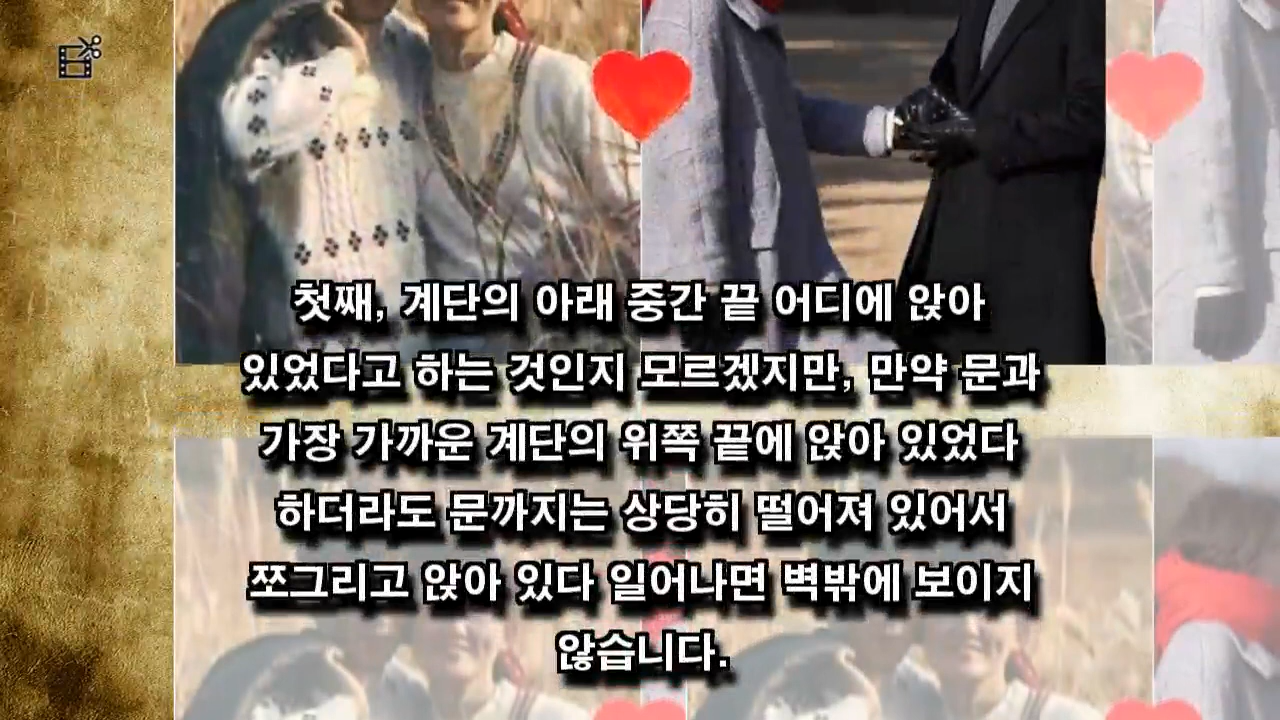 첫째, 계단의 아래 중간 끝 어디에 앉아
있었다고 하는 것인지 모르겠지만, 만약 문과
가장 가까운 계단의 위쪽 끝에 앉아 있었다
하더라도 문까지는 상당히 떨어져 있어서
쪼그리고 앉아 있다 일어나면 벽밖에 보이지
않습니다.